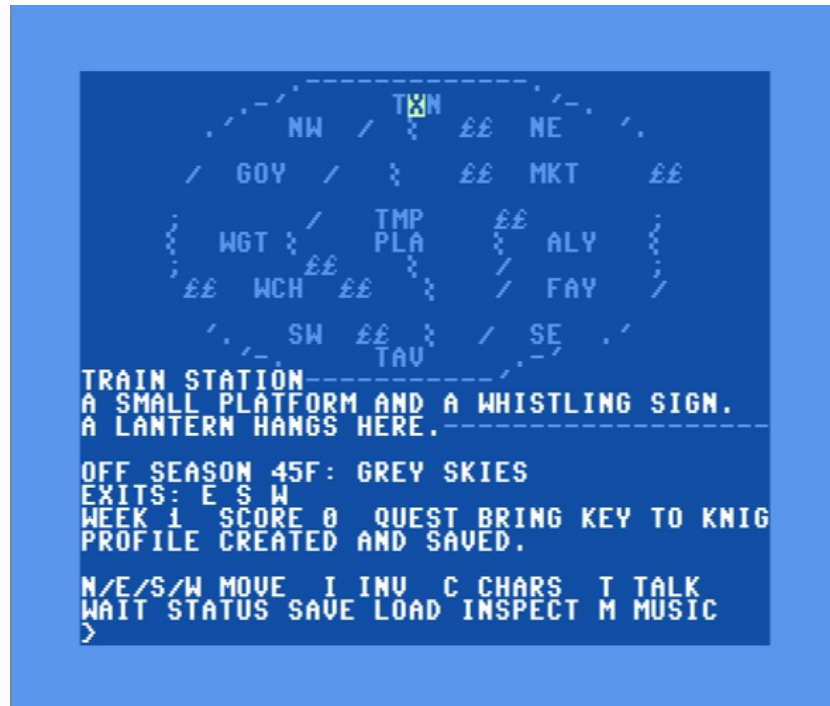 TXN
NW / ££ NE
/ GOY / ££ MKT ££
/ TMP ££
WGT PLA ALY
££ /
££ WCH ££ / FAY /
SW ££ / SE
TAV
TRAIN STATION
A SMALL PLATFORM AND A WHISTLING SIGN.
A LANTERN HANGS HERE.
OFF SEASON 45F: GREY SKIES
EXITS: E S W
WEEK 1 SCORE 0 QUEST BRING KEY TO KNIG
PROFILE CREATED AND SAVED.
N/E/S/W MOVE I INV C CHARS T TALK
WAIT STATUS SAVE LOAD INSPECT M MUSIC
>